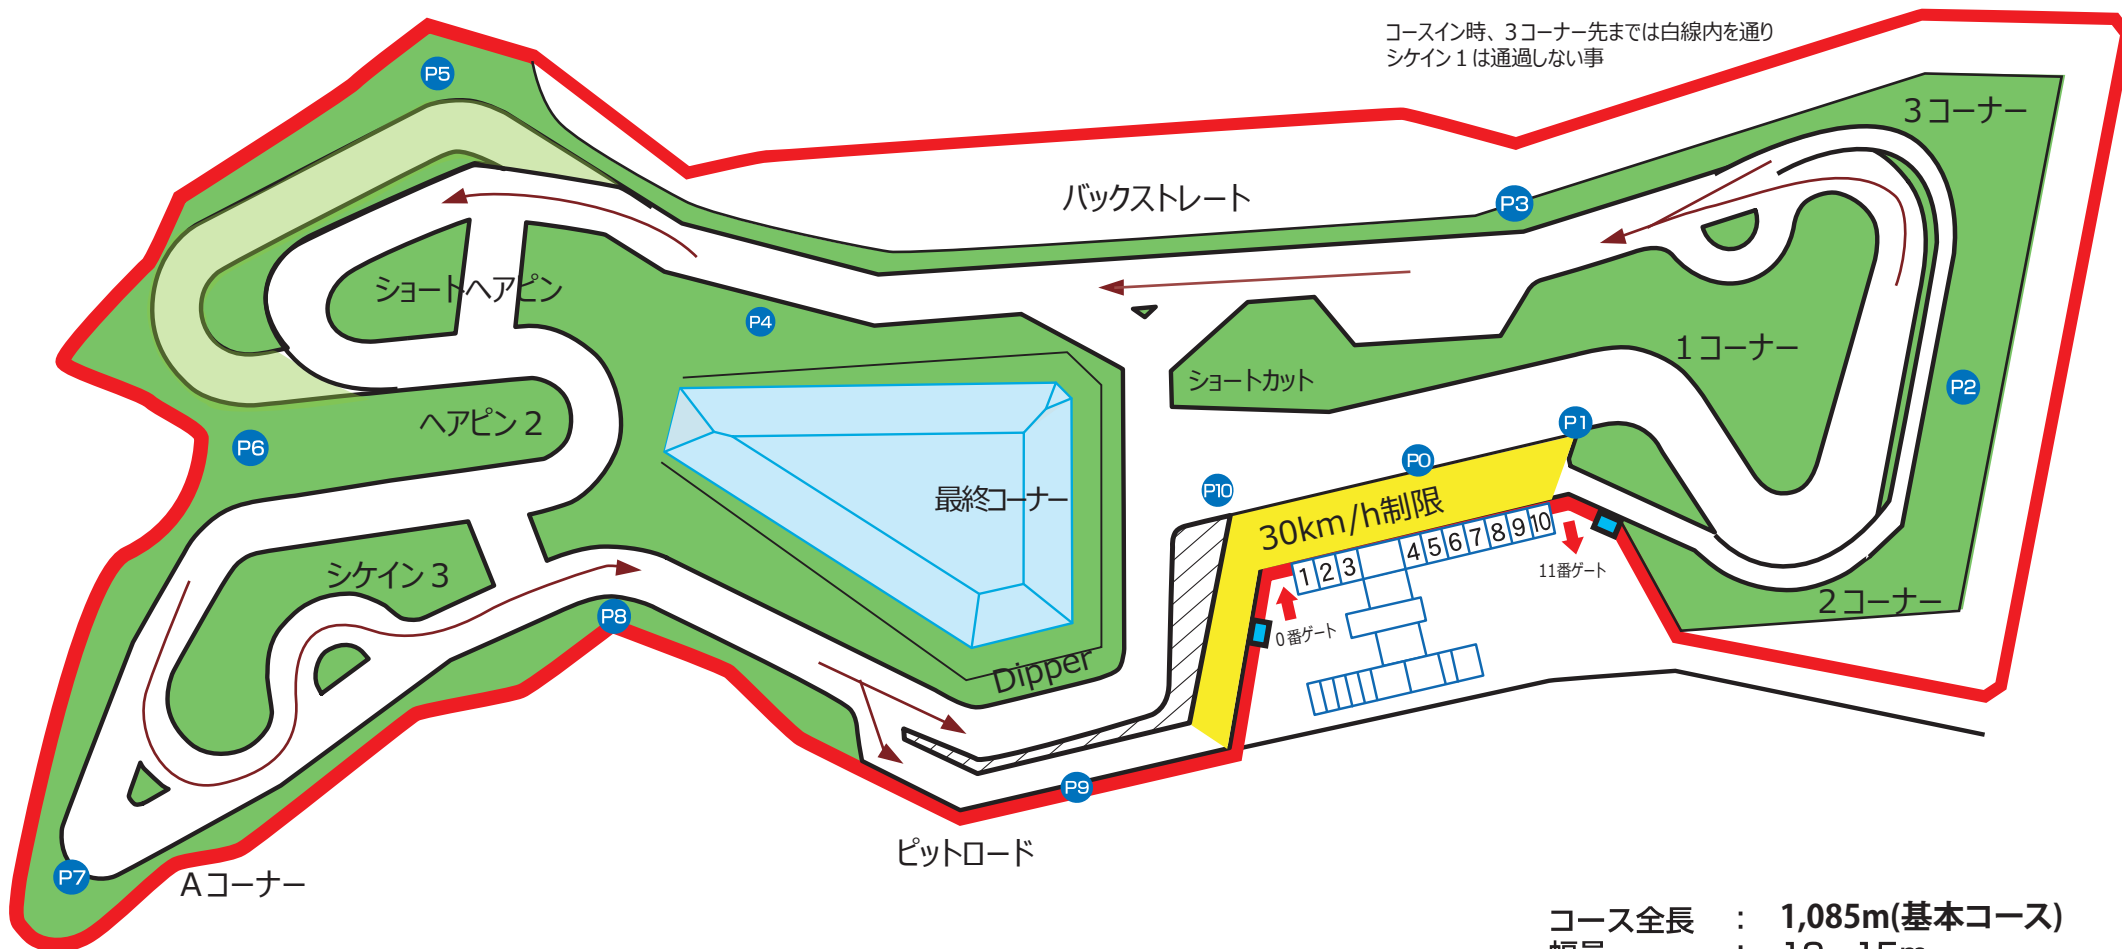 コースイン時、3コーナー先までは白線内を通り
シケイン1は通過しない事
P5
3コーナー
バックストレート
P3
ショートヘアピン
P4
1コーナー
ショートカット
P2
ヘアピン2
P1
P6
P0
P10
最終コーナー
30km/h制限
1 2 3 4 5 6 7 8 9 10
11番ゲート
シケイン3
2コーナー
P8
0番ゲート
Dipper
P9
ピットロード
P7
Aコーナー
コース全長 : 1,085m(基本コース)